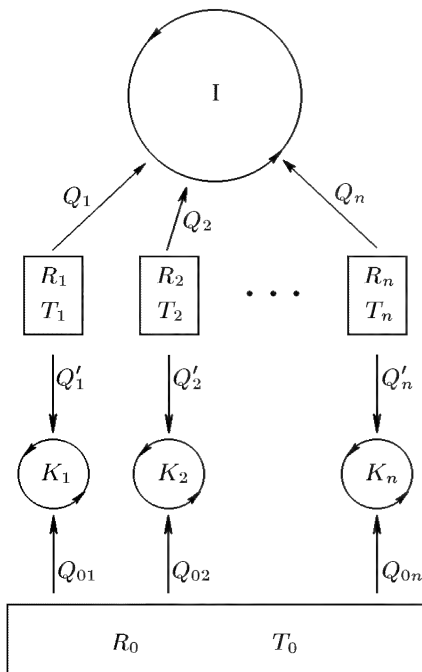 I
Q₁ Q₂ Qₙ
R₁ R₂ Rₙ
T₁ T₂ · · · Tₙ
Q′₁ Q′₂ Q′ₙ
K₁ K₂ Kₙ
Q₀₁ Q₀₂ Q₀ₙ
R₀ T₀